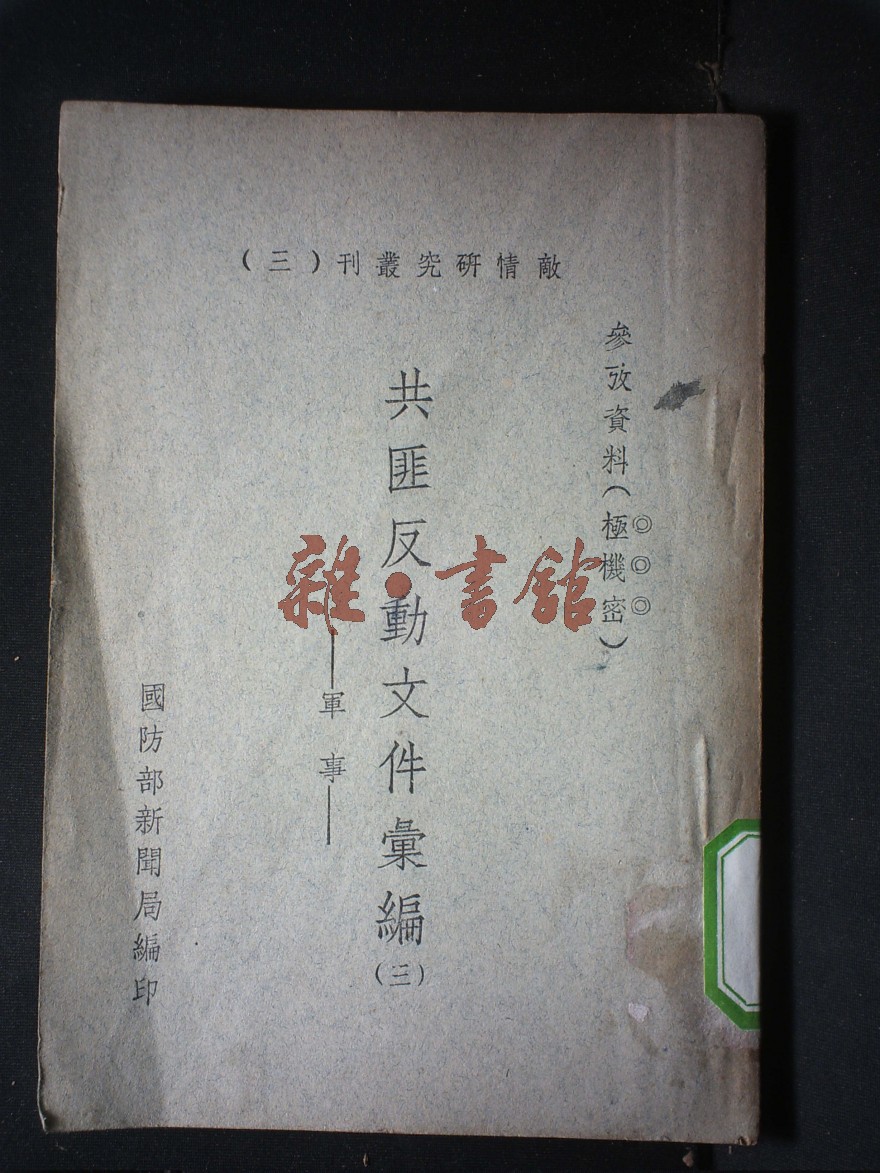 敵情研究叢刊(三)
參攷資料(極機密)
◎◎◎
共匪反動文件彙編(三)
——軍事——
國防部新聞局編印
雜·書館